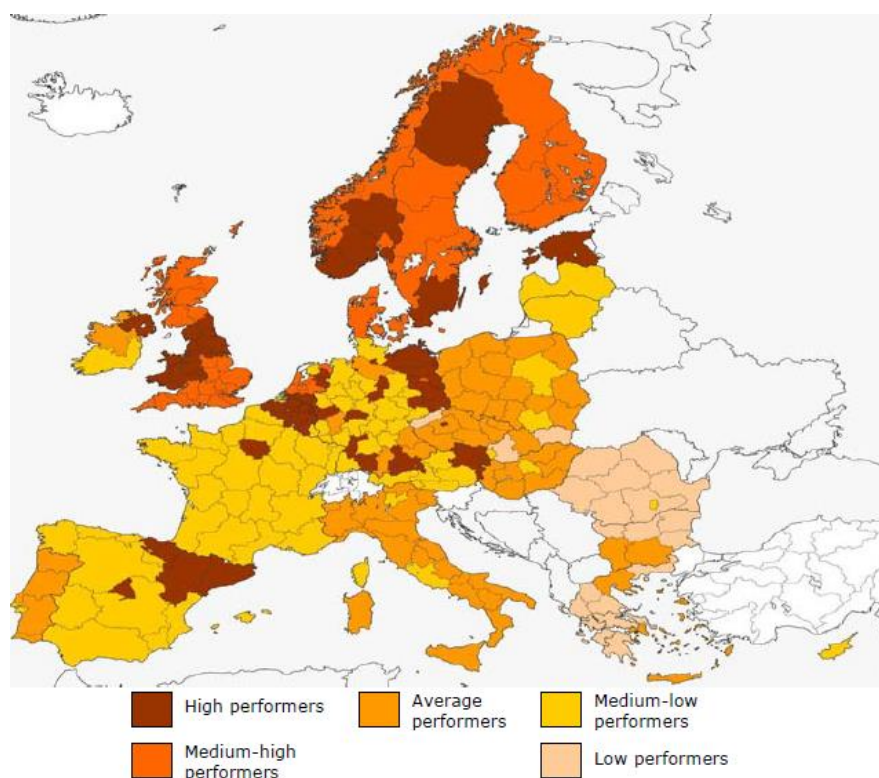 High performers
Average
performers
Medium-low
performers
Medium-high
performers
Low performers